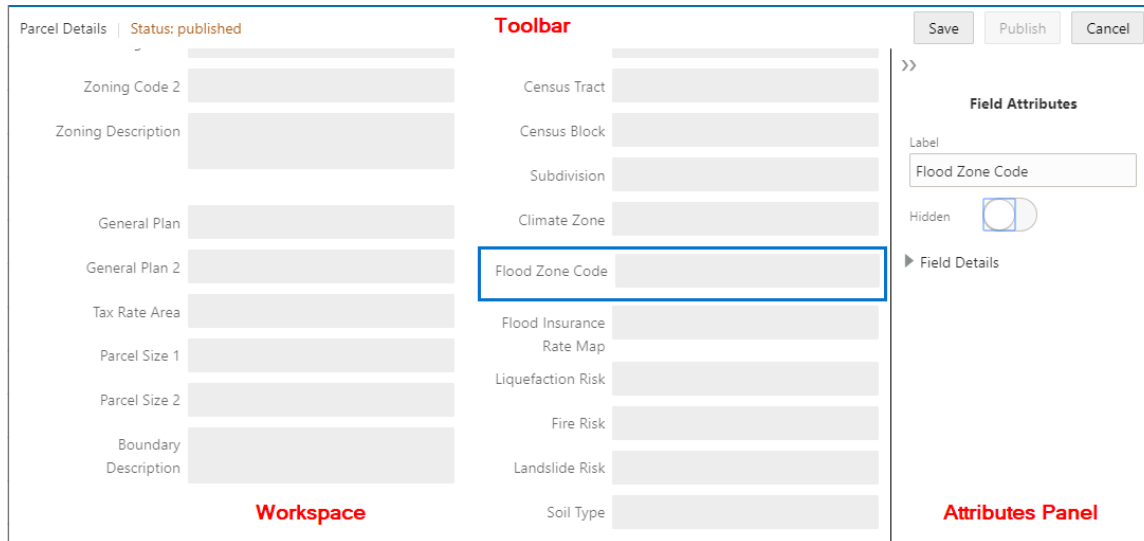 Parcel Details | Status: published
Toolbar
Save
Publish
Cancel
Zoning Code 2
Zoning Description
General Plan
General Plan 2
Tax Rate Area
Parcel Size 1
Parcel Size 2
Boundary
Description
Workspace
Census Tract
Census Block
Subdivision
Climate Zone
Flood Zone Code
Flood Insurance
Rate Map
Liquefaction Risk
Fire Risk
Landslide Risk
Soil Type
Field Attributes
Label
Flood Zone Code
Hidden
Field Details
Attributes Panel